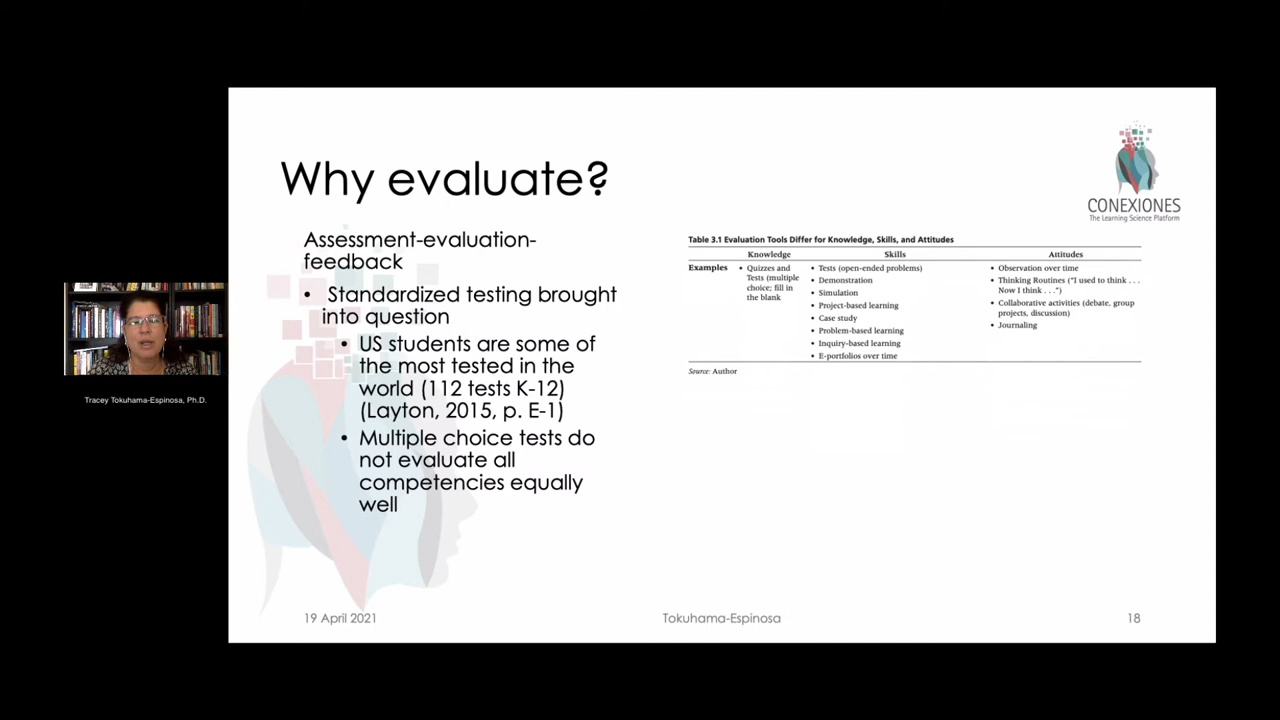 Why evaluate?
CONEXIONES
The Learning Science Platform
Assessment-evaluation-
feedback
• Standardized testing brought
into question
• US students are some of
the most tested in the
world (112 tests K-12)
(Layton, 2015, p. E-1)
• Multiple choice tests do
not evaluate all
competencies equally
well
Table 3.1 Evaluation Tools Differ for Knowledge, Skills, and Attitudes
Knowledge Skills Attitudes
Examples
• Quizzes and
Tests (multiple
choice; fill in
the blank
• Tests (open-ended problems)
• Demonstration
• Simulation
• Project-based learning
• Case study
• Problem-based learning
• Inquiry-based learning
• E-portfolios over time
• Observation over time
• Thinking Routines ("I used to think . . .
Now I think . . .")
• Collaborative activities (debate, group
projects, discussion)
• Journaling
Source: Author
Tracey Tokuhama-Espinosa, Ph.D.
19 April 2021
Tokuhama-Espinosa
18